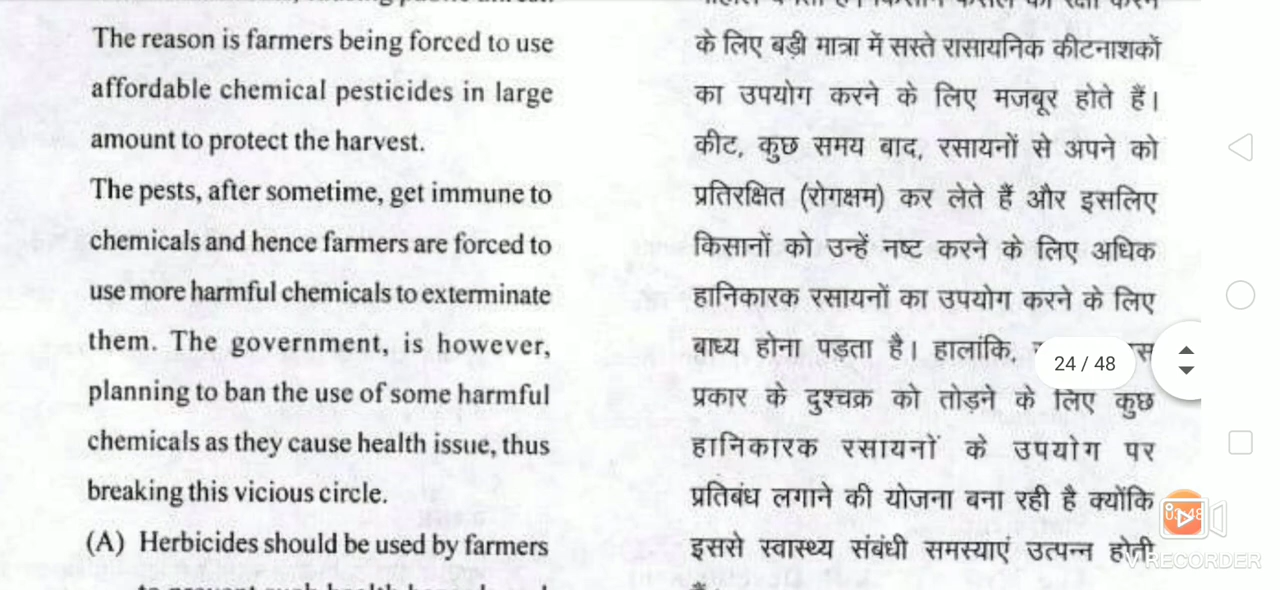 The reason is farmers being forced to use
affordable chemical pesticides in large
amount to protect the harvest.
The pests, after sometime, get immune to
chemicals and hence farmers are forced to
use more harmful chemicals to exterminate
them. The government, is however,
planning to ban the use of some harmful
chemicals as they cause health issue, thus
breaking this vicious circle.
(A) Herbicides should be used by farmers
के लिए बड़ी मात्रा में सस्ते रासायनिक कीटनाशकों
का उपयोग करने के लिए मजबूर होते हैं।
कीट, कुछ समय बाद, रसायनों से अपने को
प्रतिरक्षित (रोगक्षम) कर लेते हैं और इसलिए
किसानों को उन्हें नष्ट करने के लिए अधिक
हानिकारक रसायनों का उपयोग करने के लिए
बाध्य होना पड़ता है। हालांकि,
प्रकार के दुश्चक्र को तोड़ने के लिए कुछ
हानिकारक रसायनों के उपयोग पर
प्रतिबंध लगाने की योजना बना रही है क्योंकि
इससे स्वास्थ्य संबंधी समस्याएं उत्पन्न होती
24 / 48
RECORDER